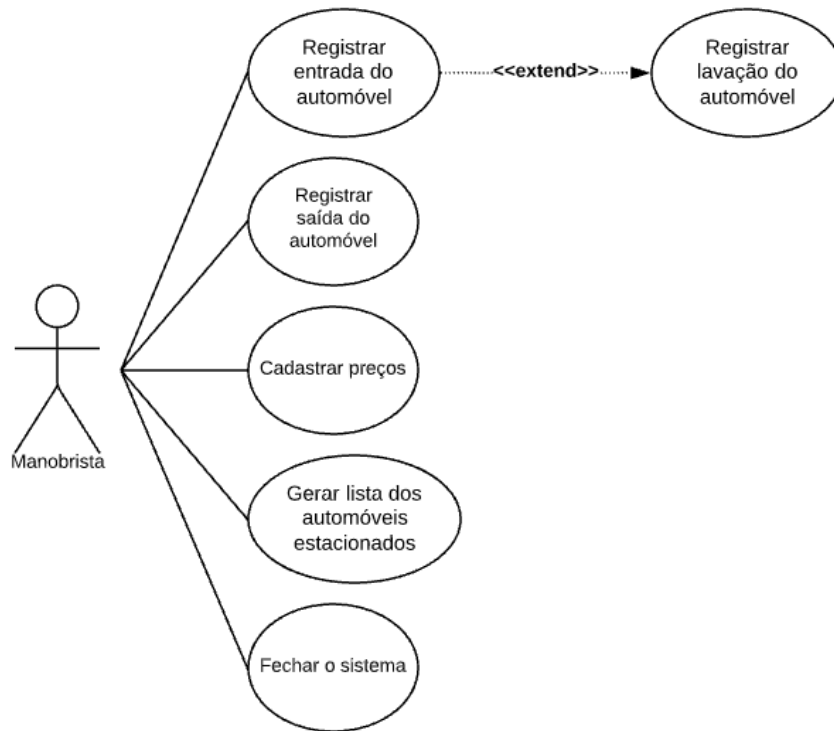 Registrar
entrada do
automóvel
<<extend>>
Registrar
lavação do
automóvel
Registrar
saída do
automóvel
Manobrista
Cadastrar preços
Gerar lista dos
automóveis
estacionados
Fechar o sistema